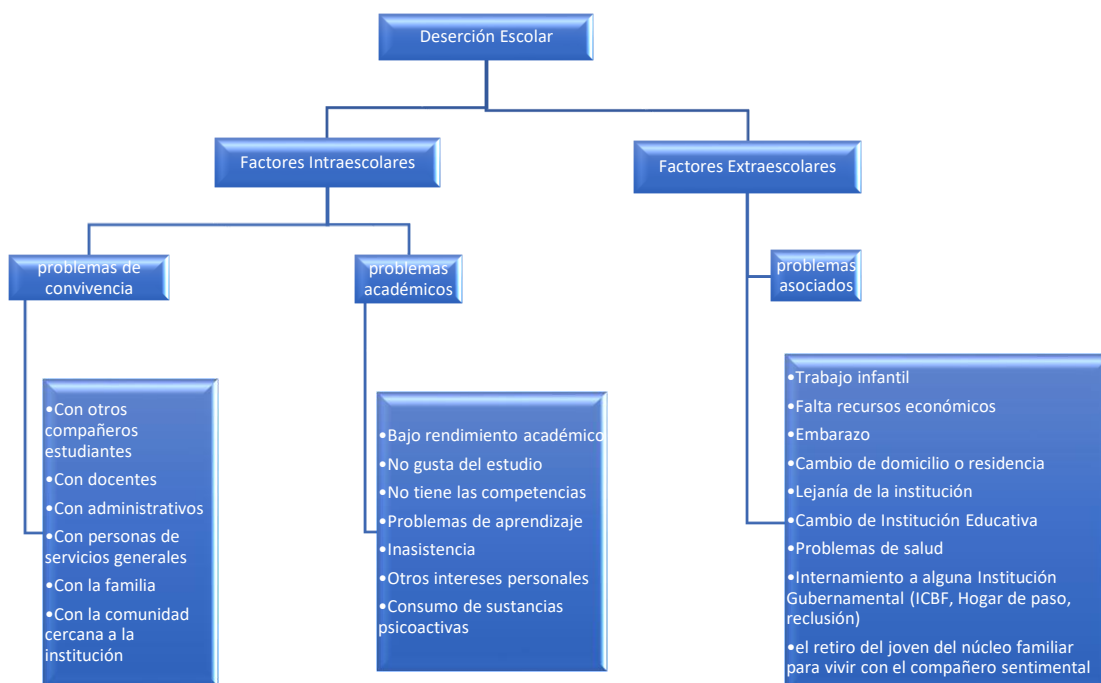 Deserción Escolar
Factores Intraescolares
Factores Extraescolares
problemas de
convivencia
problemas
académicos
problemas
asociados
•Con otros
compañeros
estudiantes
•Con docentes
•Con administrativos
•Con personas de
servicios generales
•Con la familia
•Con la comunidad
cercana a la
institución
•Bajo rendimiento académico
•No gusta del estudio
•No tiene las competencias
•Problemas de aprendizaje
•Inasistencia
•Otros intereses personales
•Consumo de sustancias
psicoactivas
•Trabajo infantil
•Falta recursos económicos
•Embarazo
•Cambio de domicilio o residencia
•Lejanía de la institución
•Cambio de Institución Educativa
•Problemas de salud
•Internamiento a alguna Institución
Gubernamental (ICBF, Hogar de paso,
reclusión)
•el retiro del joven del núcleo familiar
para vivir con el compañero sentimental